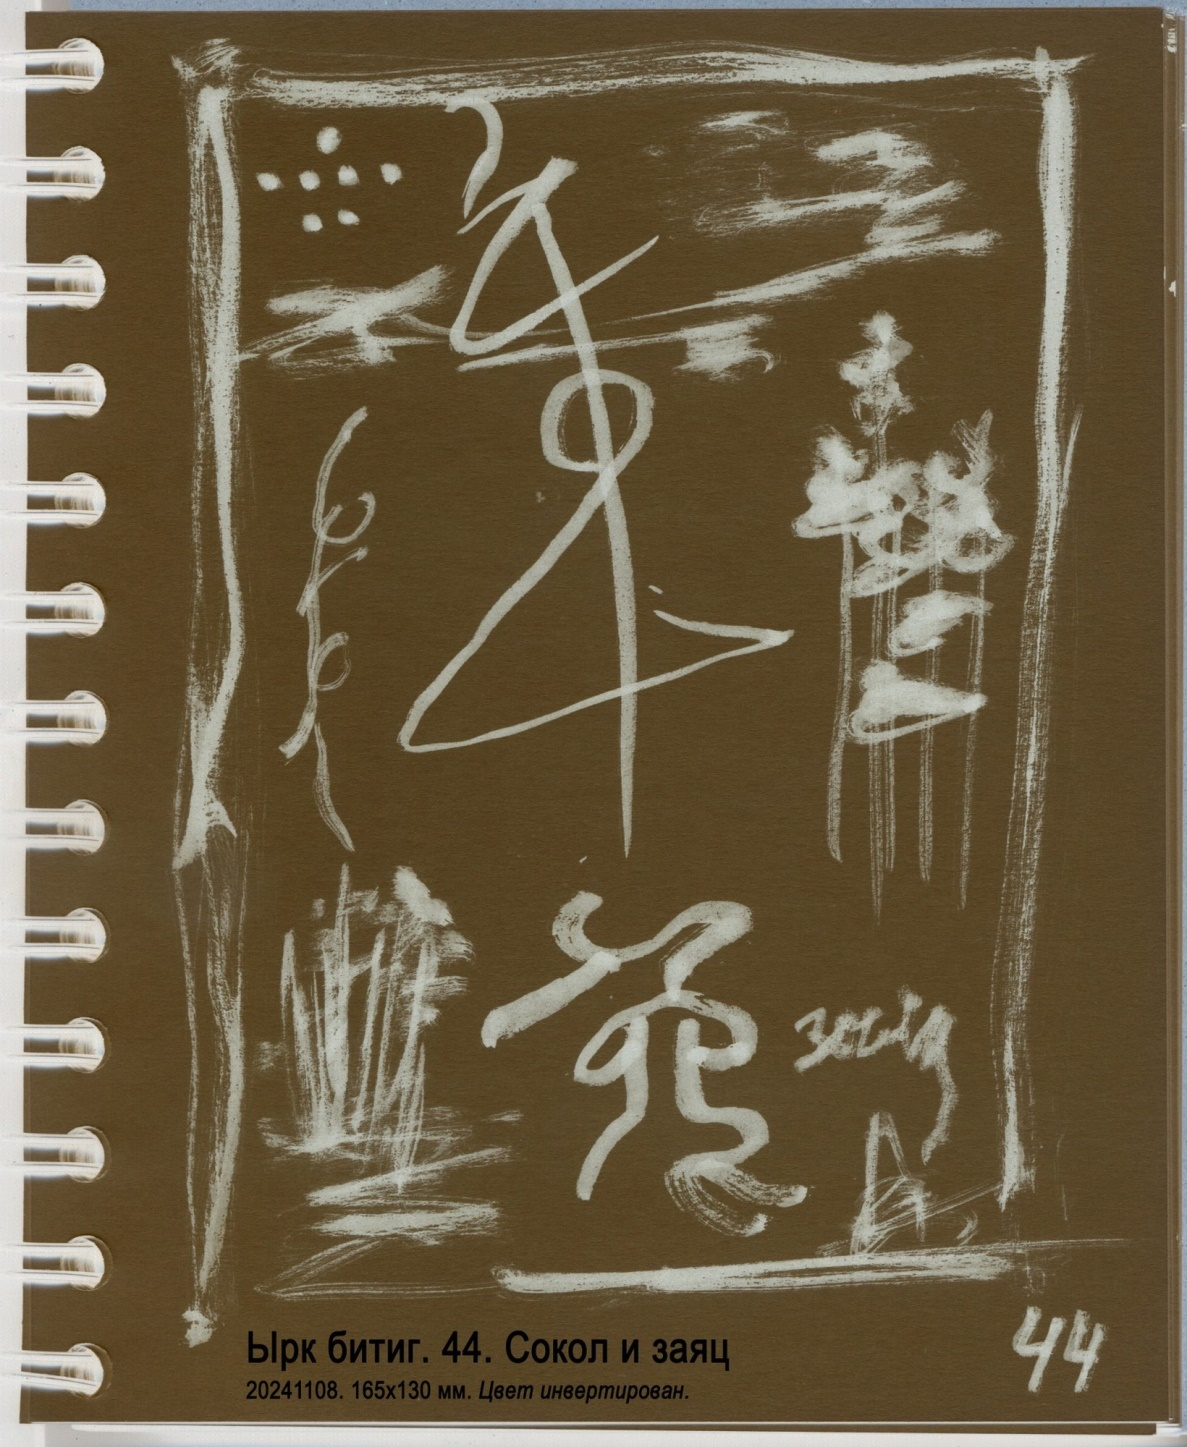 Ырк битиг. 44. Сокол и заяц
20241108. 165x130 мм. Цвет инвертирован.
44